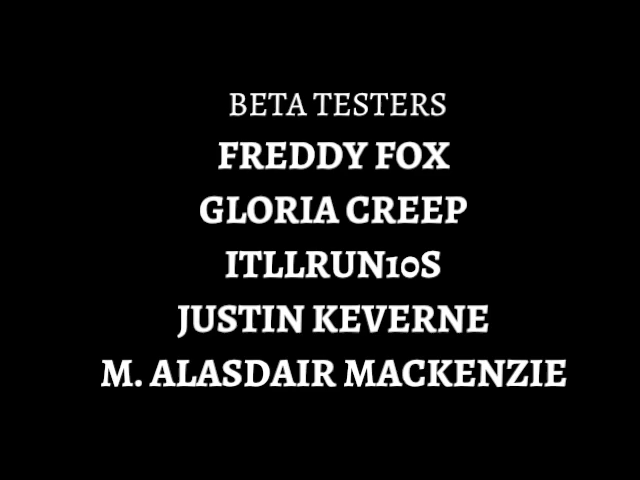 BETA TESTERS
FREDDY FOX
GLORIA CREEP
ITLLRUN10S
JUSTIN KEVERNE
M. ALASDAIR MACKENZIE